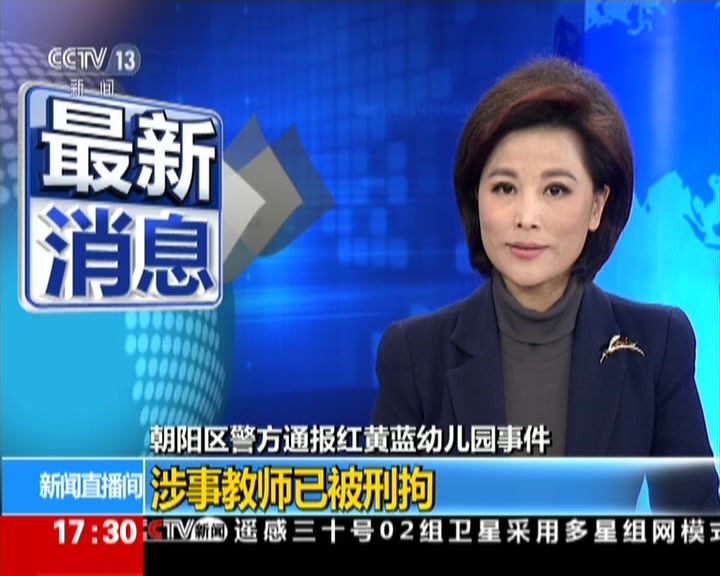 CCTV 13
新闻
最新
消息
朝阳区警方通报红黄蓝幼儿园事件
新闻直播间
涉事教师已被刑拘
17:30
CCTV新闻 遥感三十号02组卫星采用多星组网模式